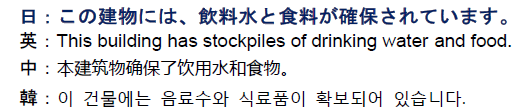 日：この建物には、飲料水と食料が確保されています。
英：This building has stockpiles of drinking water and food.
中：本建筑物确保了饮用水和食物。
韓：이 건물에는 음료수와 식료품이 확보되어 있습니다.